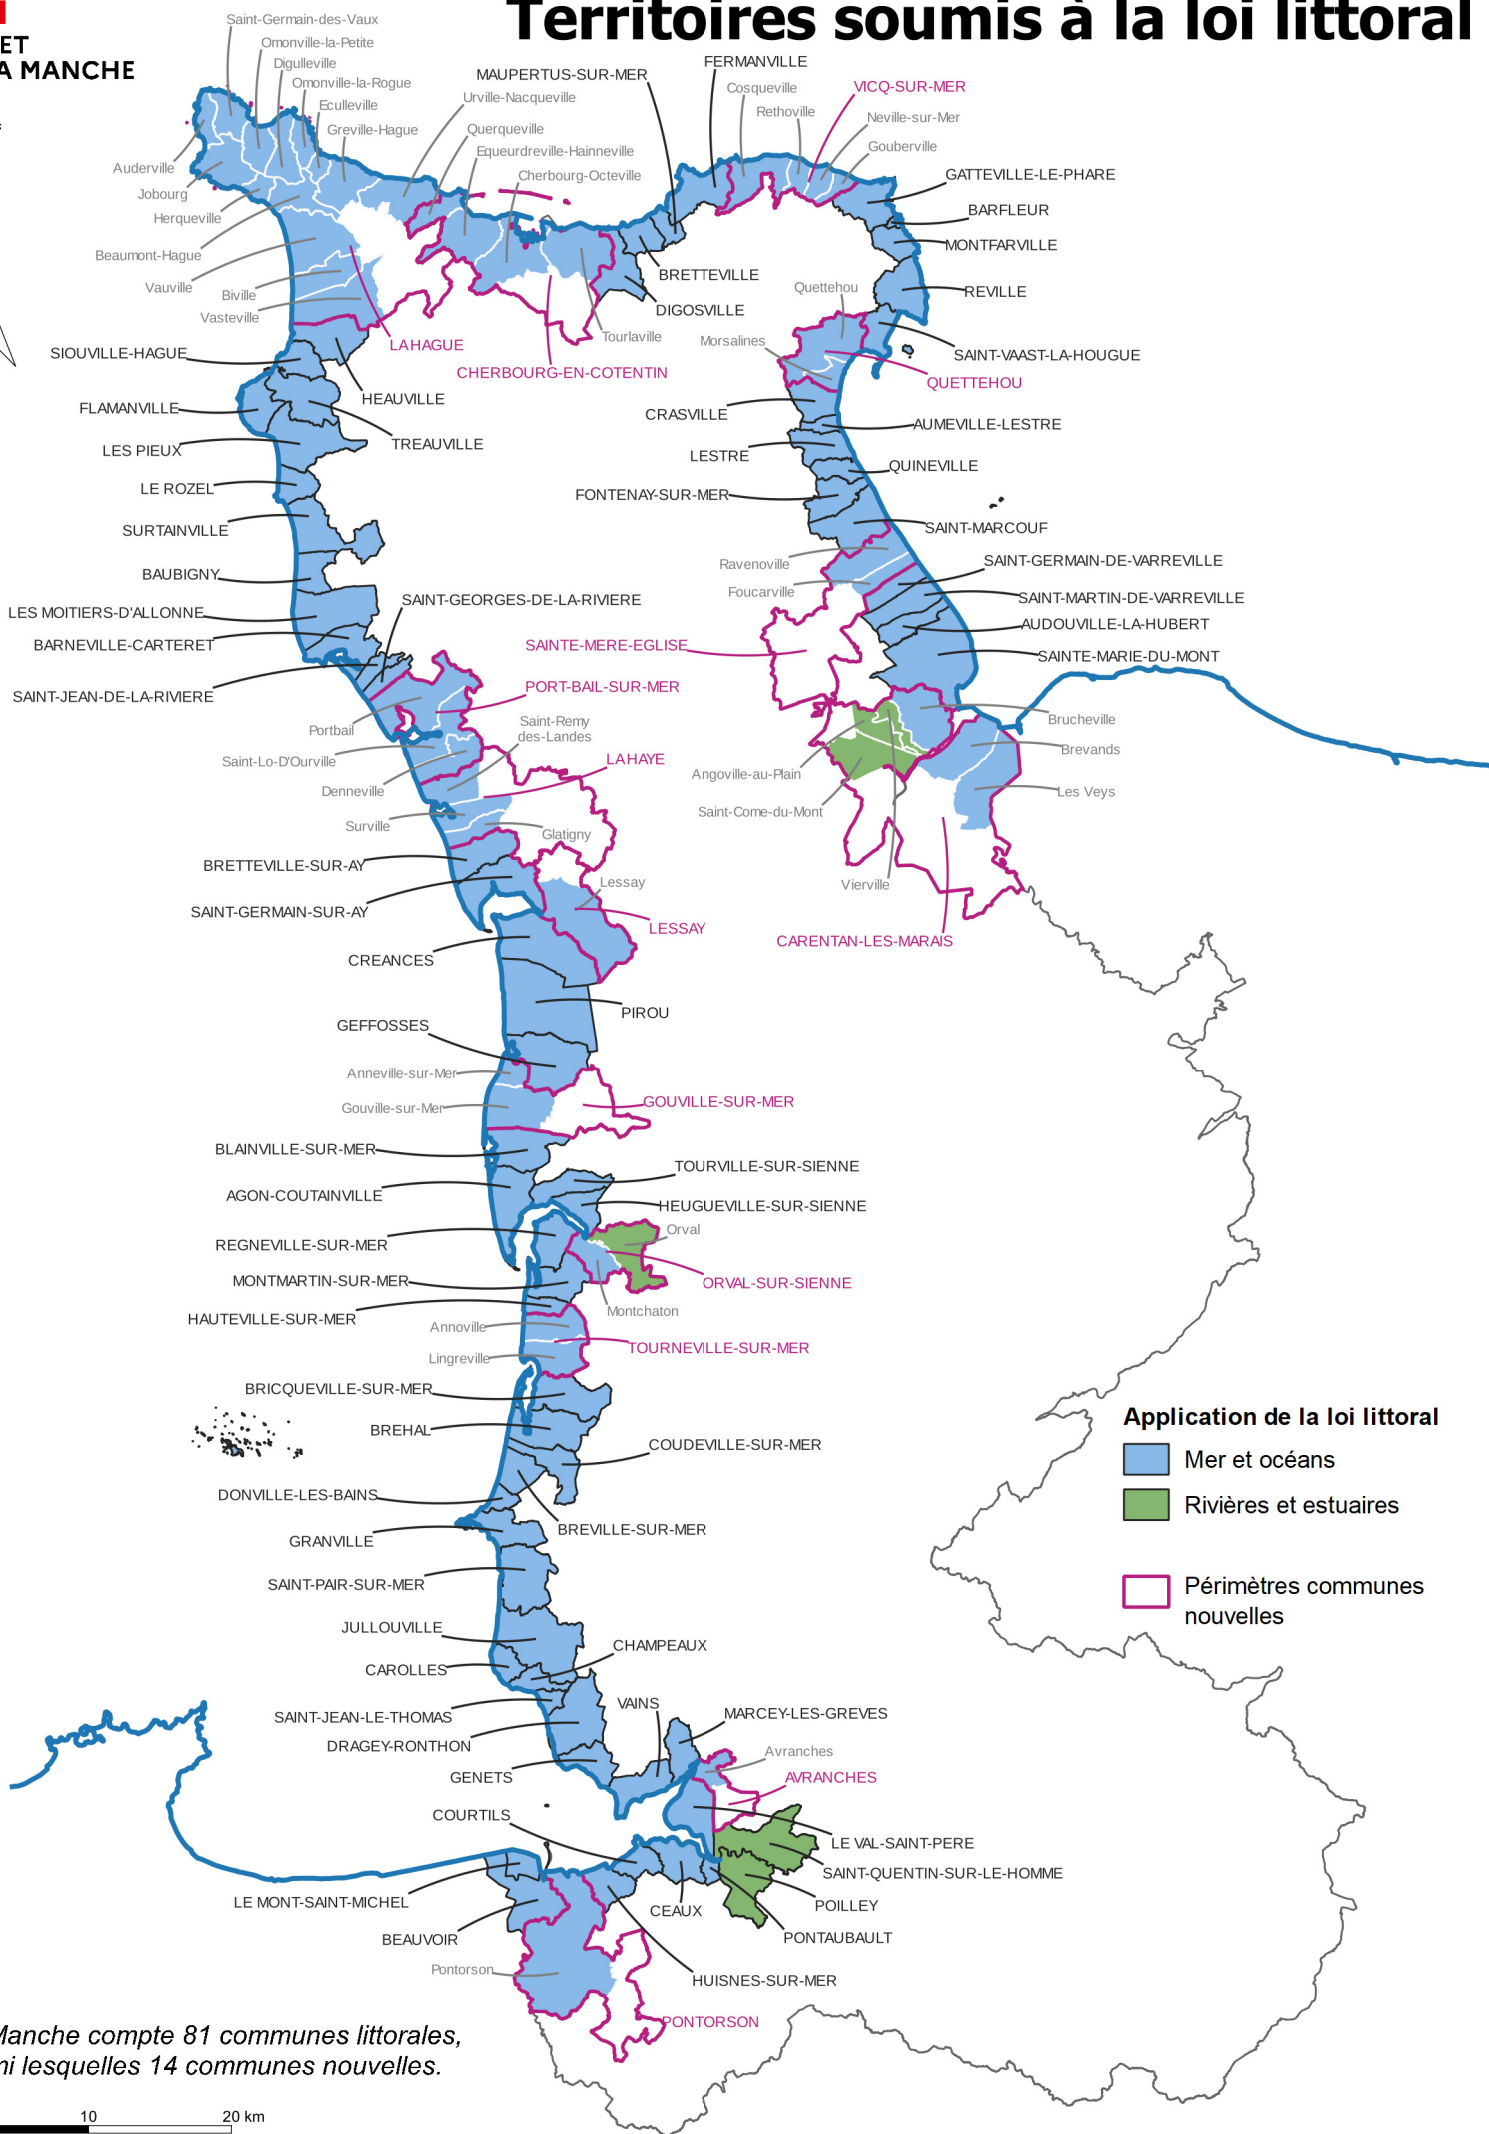 Territoires soumis à la loi littoral
ET
A MANCHE
Saint-Germain-des-Vaux
Omonville-la-Petite
Digulleville
Omonville-la-Rogue
Eculleville
Greville-Hague
Urville-Nacqueville
Querqueville
Equeurdreville-Hainneville
Cherbourg-Octeville
MAUPERTUS-SUR-MER
FERMANVILLE
Cosqueville
Rethoville
VICQ-SUR-MER
Neville-sur-Mer
Gouberville
GATTEVILLE-LE-PHARE
BARFLEUR
MONTFARVILLE
REVILLE
Auderville
Jobourg
Herqueville
Beaumont-Hague
Vauville
Biville
Vasteville
BRETTEVILLE
DIGOSVILLE
Tourlaville
LA HAGUE
CHERBOURG-EN-COTENTIN
Quettehou
Morsalines
SAINT-VAAST-LA-HOUGUE
QUETTEHOU
SIOUVILLE-HAGUE
HEAUVILLE
FLAMANVILLE
TREAUVILLE
LES PIEUX
LE ROZEL
SURTAINVILLE
BAUBIGNY
LES MOITIERS-D'ALLONNE
BARNEVILLE-CARTERET
SAINT-JEAN-DE-LA-RIVIERE
SAINT-GEORGES-DE-LA-RIVIERE
CRASVILLE
AUMEVILLE-LESTRE
LESTRE
QUINEVILLE
FONTENAY-SUR-MER
SAINT-MARCOUF
Ravenoville
Foucarville
SAINT-GERMAIN-DE-VARREVILLE
SAINT-MARTIN-DE-VARREVILLE
AUDOUVILLE-LA-HUBERT
SAINTE-MARIE-DU-MONT
SAINTE-MERE-EGLISE
PORT-BAIL-SUR-MER
Portbail
Saint-Remy
des-Landes
Saint-Lo-D'Ourville
Denneville
LA HAYE
Surville
Glatigny
Brucheville
Brevands
Les Veys
Angoville-au-Plain
Saint-Come-du-Mont
Vierville
CARENTAN-LES-MARAIS
BRETTEVILLE-SUR-AY
SAINT-GERMAIN-SUR-AY
Lessay
LESSAY
CREANCES
PIROU
GEFFOSSES
Anneville-sur-Mer
Gouville-sur-Mer
GOUVILLE-SUR-MER
BLAINVILLE-SUR-MER
AGON-COUTAINVILLE
TOURVILLE-SUR-SIENNE
HEUGUEVILLE-SUR-SIENNE
Orval
REGNEVILLE-SUR-MER
ORVAL-SUR-SIENNE
MONTMARTIN-SUR-MER
Montchaton
HAUTEVILLE-SUR-MER
Annoville
TOURNEVILLE-SUR-MER
Lingreville
BRICQUEVILLE-SUR-MER
BREHAL
COUDEVILLE-SUR-MER
DONVILLE-LES-BAINS
BREVILLE-SUR-MER
GRANVILLE
SAINT-PAIR-SUR-MER
JULLOUVILLE
CHAMPEAUX
CAROLLES
SAINT-JEAN-LE-THOMAS
DRAGEY-RONTHON
GENETS
VAINS
MARCEY-LES-GREVES
Avranches
AVRANCHES
COURTILS
LE VAL-SAINT-PERE
SAINT-QUENTIN-SUR-LE-HOMME
POILLEY
PONTAUBAULT
CEAUX
LE MONT-SAINT-MICHEL
BEAUVOIR
Pontorson
HUISNES-SUR-MER
PONTORSON
Application de la loi littoral
Mer et océans
Rivières et estuaires
Périmètres communes
nouvelles
Manche compte 81 communes littorales,
mi lesquelles 14 communes nouvelles.
10
20 km